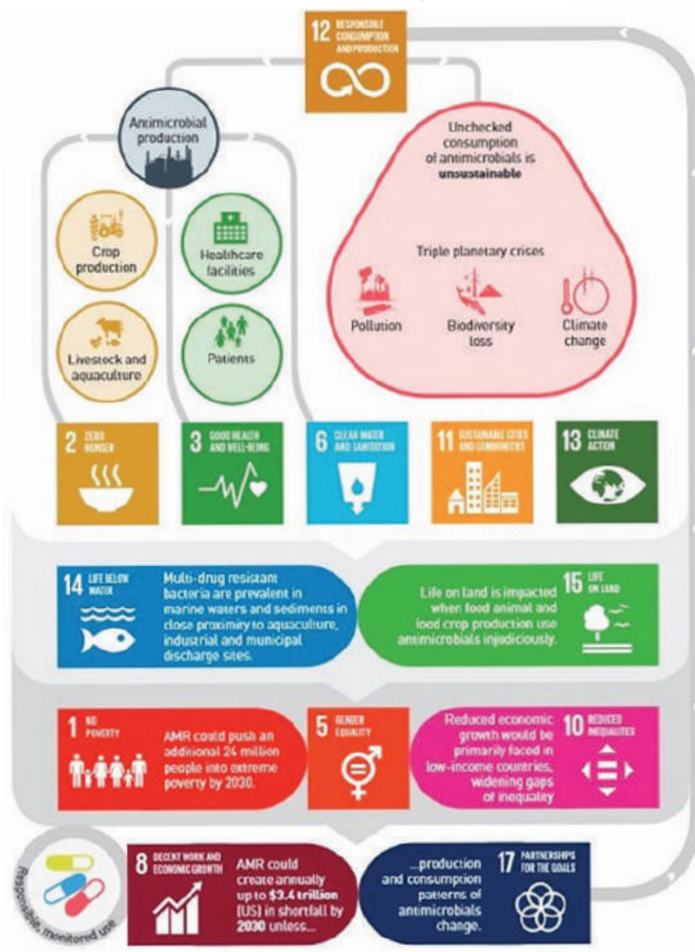 12 RESPONSIBLE
CONSUMPTION
AND PRODUCTION
Antimicrobial
production
Unchecked
consumption
of antimicrobials is
unsustainable
Crop
production
Healthcare
facilities
Triple planetary crises
Livestock and
aquaculture
Patients
Pollution
Biodiversity
loss
Climate
change
2 ZERO
HUNGER
3 GOOD HEALTH
AND WELL-BEING
6 CLEAN WATER
AND SANITATION
11 SUSTAINABLE CITIES
AND COMMUNITIES
13 CLIMATE
ACTION
14 LIFE BELOW
WATER
Multi-drug resistant
bacteria are prevalent in
marine waters and sediments in
close proximity to aquaculture,
industrial and municipal
discharge sites.
Life on land is impacted
when food animal and
food crop production use
antimicrobials injudiciously.
15 LIFE
ON LAND
1 NO
POVERTY
AMR could push an
additional 24 million
people into extreme
poverty by 2030.
5 GENDER
EQUALITY
Reduced economic
growth would be
primarily faced in
low-income countries,
widening gaps
of inequality
10 REDUCED
INEQUALITIES
Responsible, monitored use
8 DECENT WORK AND
ECONOMIC GROWTH
AMR could
create annually
up to $3.4 trillion
(US) in shortfall by
2030 unless...
...production
and consumption
patterns of
antimicrobials
change.
17 PARTNERSHIPS
FOR THE GOALS